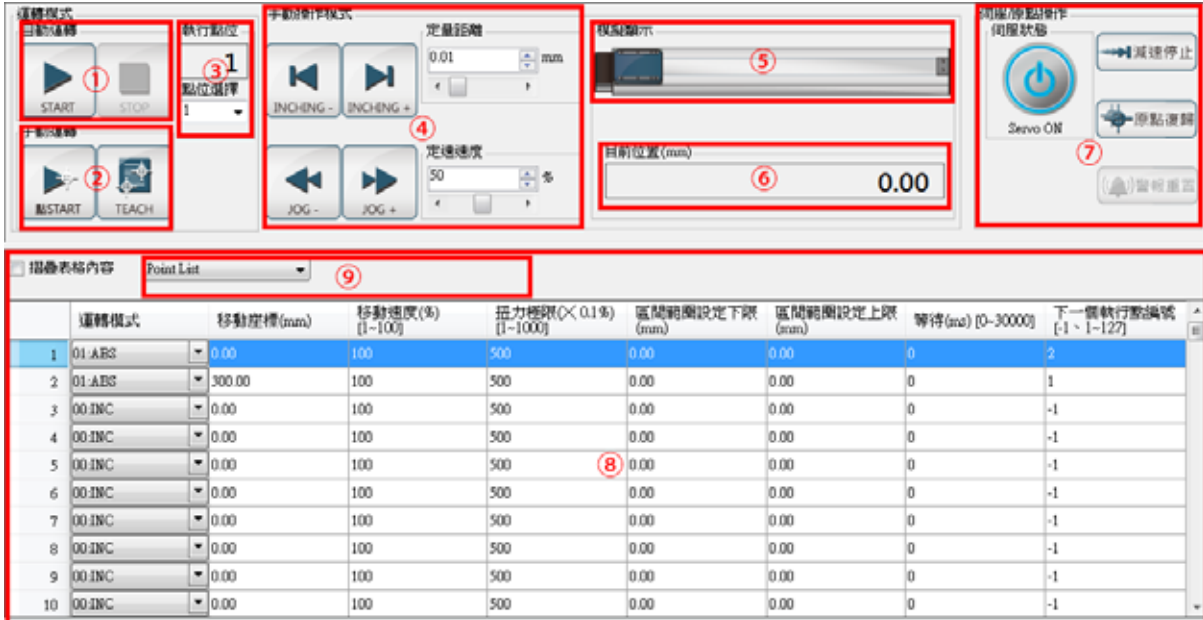 運轉模式
自動運轉
START
STOP
①
執行點位
③
1
點位選擇
1
手動運轉
點START
TEACH
②
手動操作模式
INCHING -
INCHING +
定量距離
0.01
mm
④
JOG -
JOG +
定速速度
50
%
模擬顯示
⑤
目前位置(mm)
⑥
0.00
伺服/原點操作
伺服狀態
Servo ON
減速停止
原點復歸
⑦
警報重置
摺疊表格內容
Point List
⑨
運轉模式 移動座標(mm) 移動速度(%) [1~100] 扭力極限(×0.1%) [1~1000] 區間範圍設定下限 (mm) 區間範圍設定上限 (mm) 等待(ms) [0~30000] 下一個執行點編號 [-1、1~127]
1 01:ABS 0.00 100 500 0.00 0.00 0 2
2 01:ABS 300.00 100 500 0.00 0.00 0 1
3 00:INC 0.00 100 500 0.00 0.00 0 -1
4 00:INC 0.00 100 500 0.00 0.00 0 -1
5 00:INC 0.00 100 500 ⑧ 0.00 0.00 0 -1
6 00:INC 0.00 100 500 0.00 0.00 0 -1
7 00:INC 0.00 100 500 0.00 0.00 0 -1
8 00:INC 0.00 100 500 0.00 0.00 0 -1
9 00:INC 0.00 100 500 0.00 0.00 0 -1
10 00:INC 0.00 100 500 0.00 0.00 0 -1